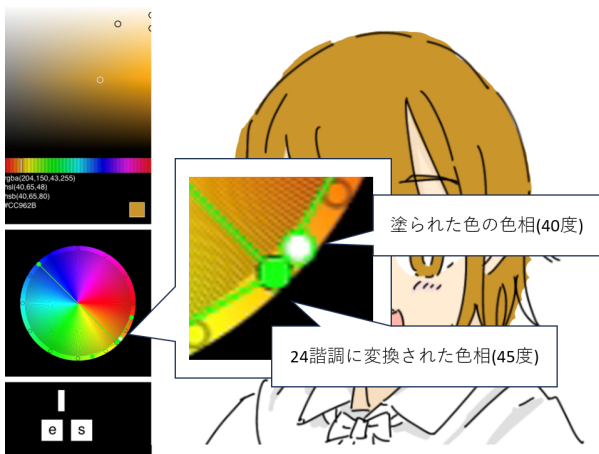 rgba(204,150,43,255)
hsl(40,65,48)
hsb(40,65,80)
#CC962B
塗られた色の色相(40度)
24諧調に変換された色相(45度)
e s